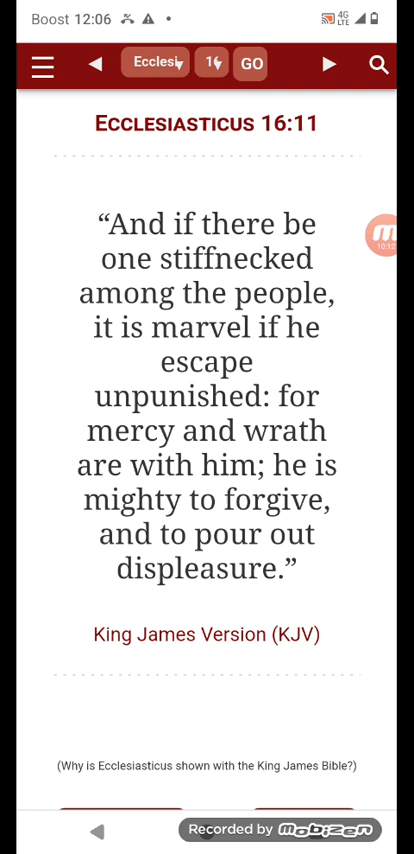 Boost 12:06
4G
LTE
Ecclesi
GO
ECCLESIASTICUS 16:11
“And if there be
one stiffnecked
among the people,
it is marvel if he
escape
unpunished: for
mercy and wrath
are with him; he is
mighty to forgive,
and to pour out
displeasure.”
King James Version (KJV)
(Why is Ecclesiasticus shown with the King James Bible?)
Recorded by mobizen